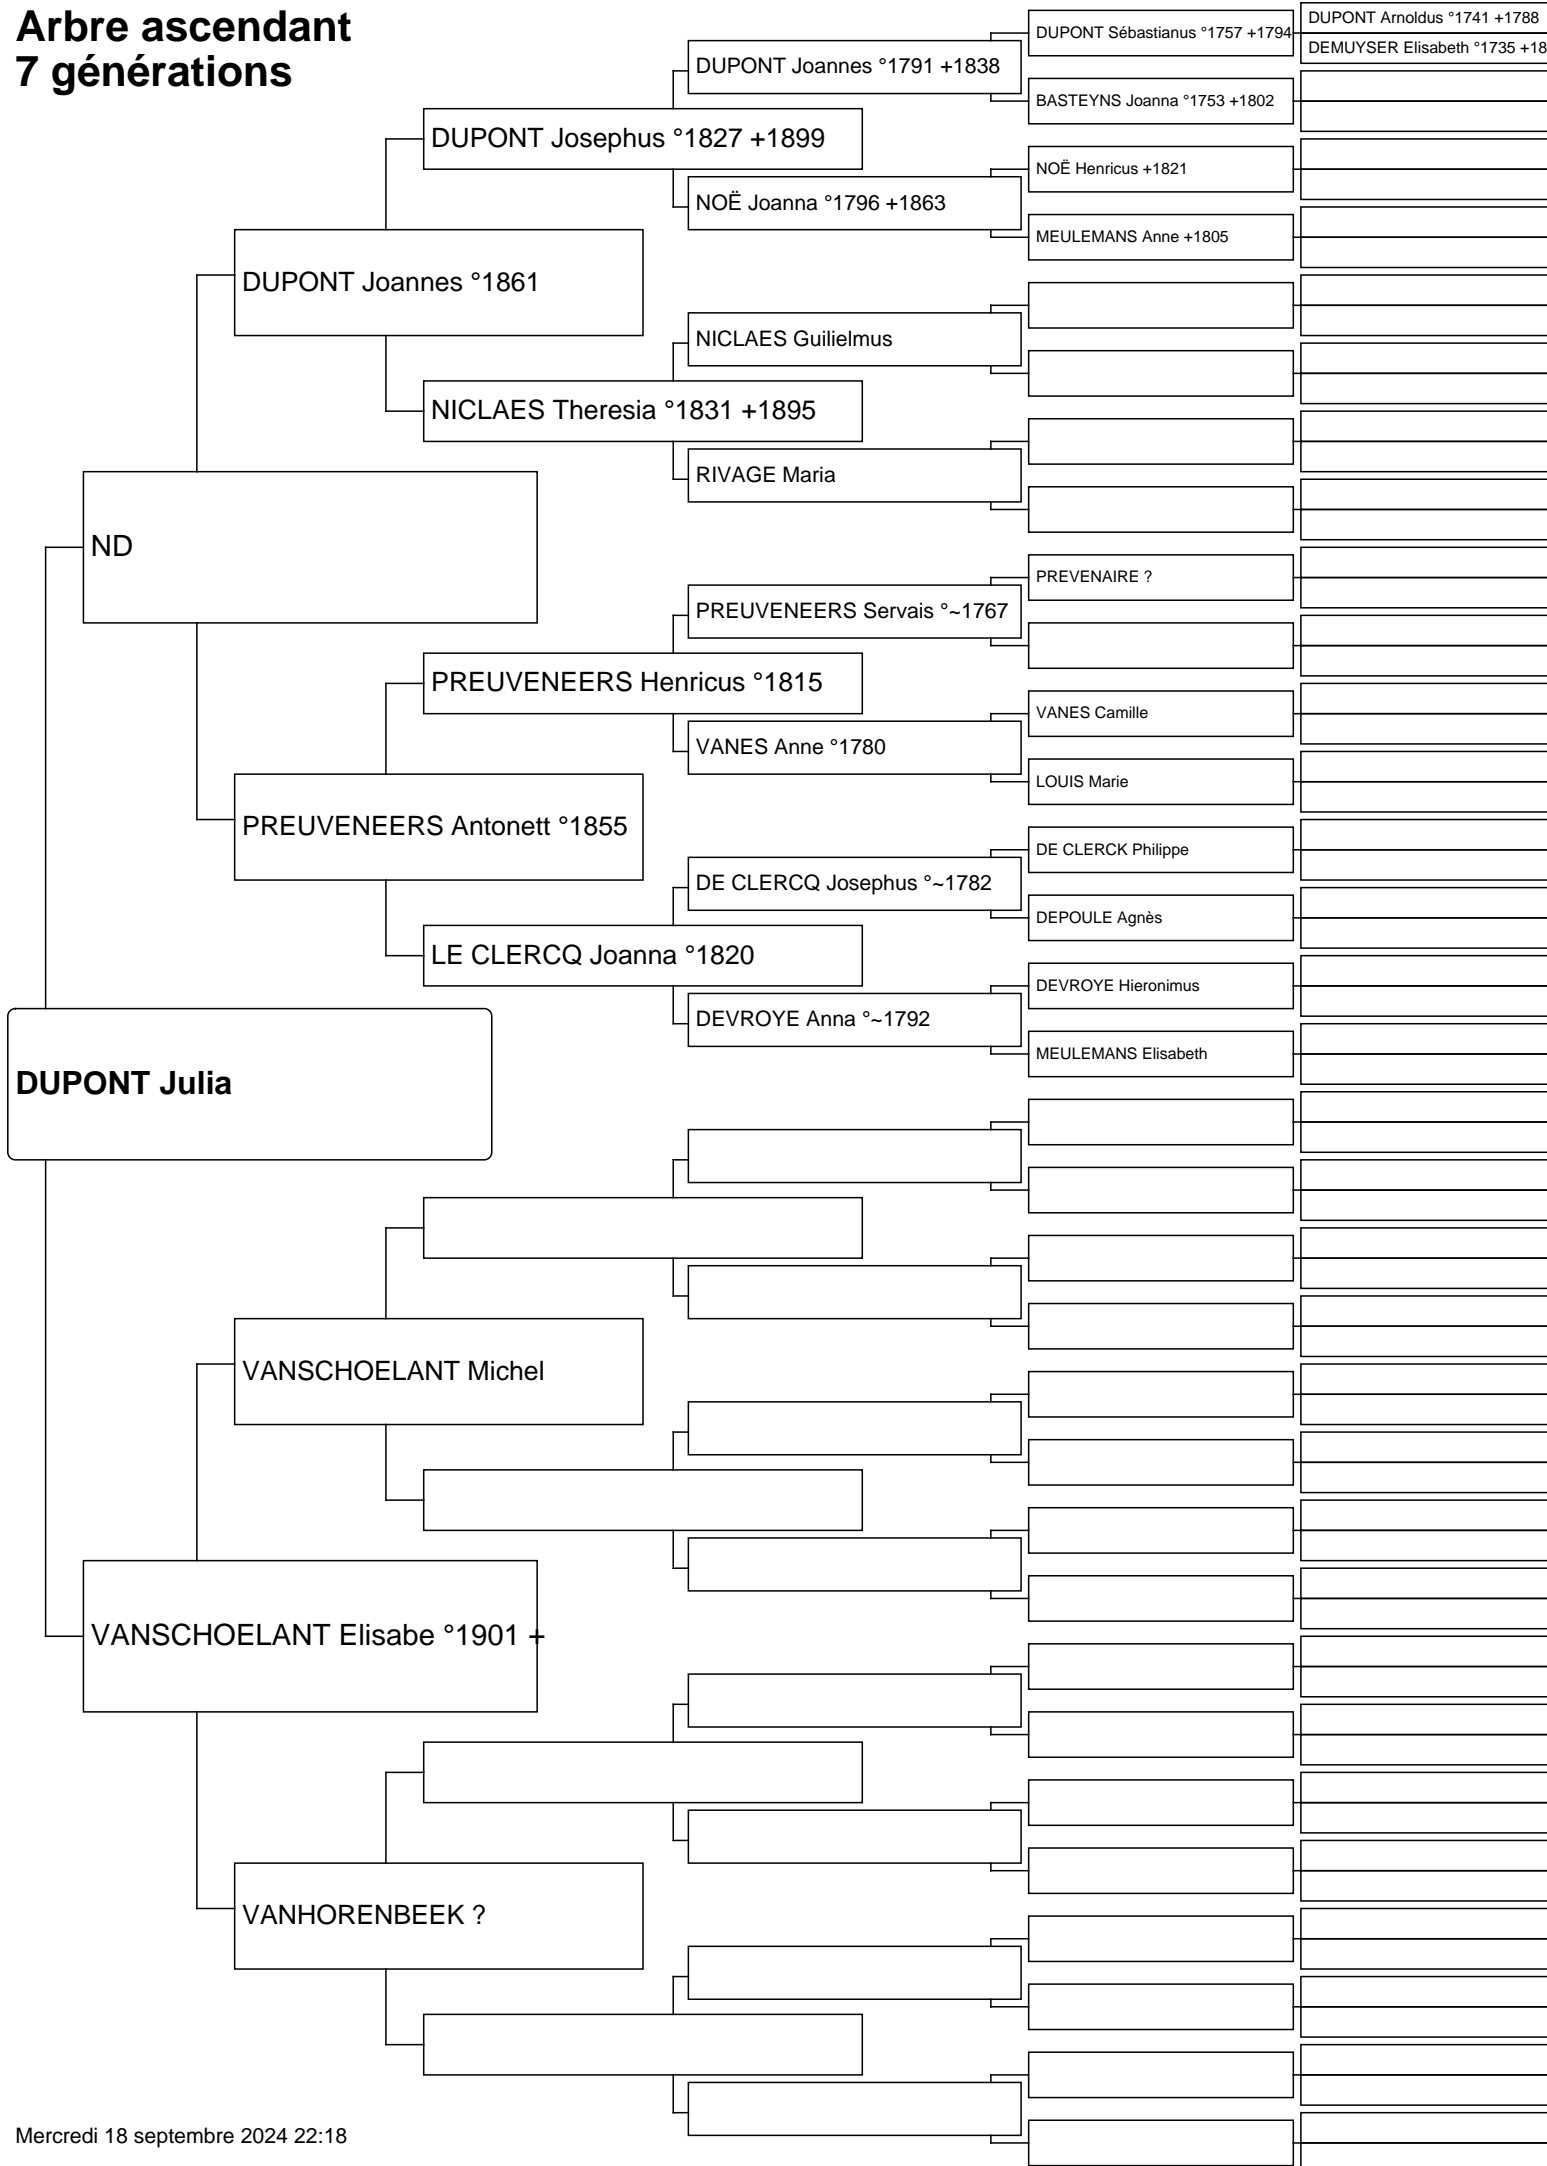 Arbre ascendant
7 générations
DUPONT Arnoldus °1741 +1788
DUPONT Sébastianus °1757 +1794
DEMUYSER Elisabeth °1735 +18
DUPONT Joannes °1791 +1838
BASTEYNS Joanna °1753 +1802
DUPONT Josephus °1827 +1899
NOË Henricus +1821
NOË Joanna °1796 +1863
MEULEMANS Anne +1805
DUPONT Joannes °1861
NICLAES Guilielmus
NICLAES Theresia °1831 +1895
RIVAGE Maria
ND
PREVENAIRE ?
PREUVENEERS Servais °~1767
PREUVENEERS Henricus °1815
VANES Camille
VANES Anne °1780
LOUIS Marie
PREUVENEERS Antonett °1855
DE CLERCK Philippe
DE CLERCQ Josephus °~1782
DEPOULE Agnès
LE CLERCQ Joanna °1820
DEVROYE Hieronimus
DEVROYE Anna °~1792
MEULEMANS Elisabeth
DUPONT Julia
VANSCHOELANT Michel
VANSCHOELANT Elisabe °1901 +
VANHORENBEEK ?
Mercredi 18 septembre 2024 22:18